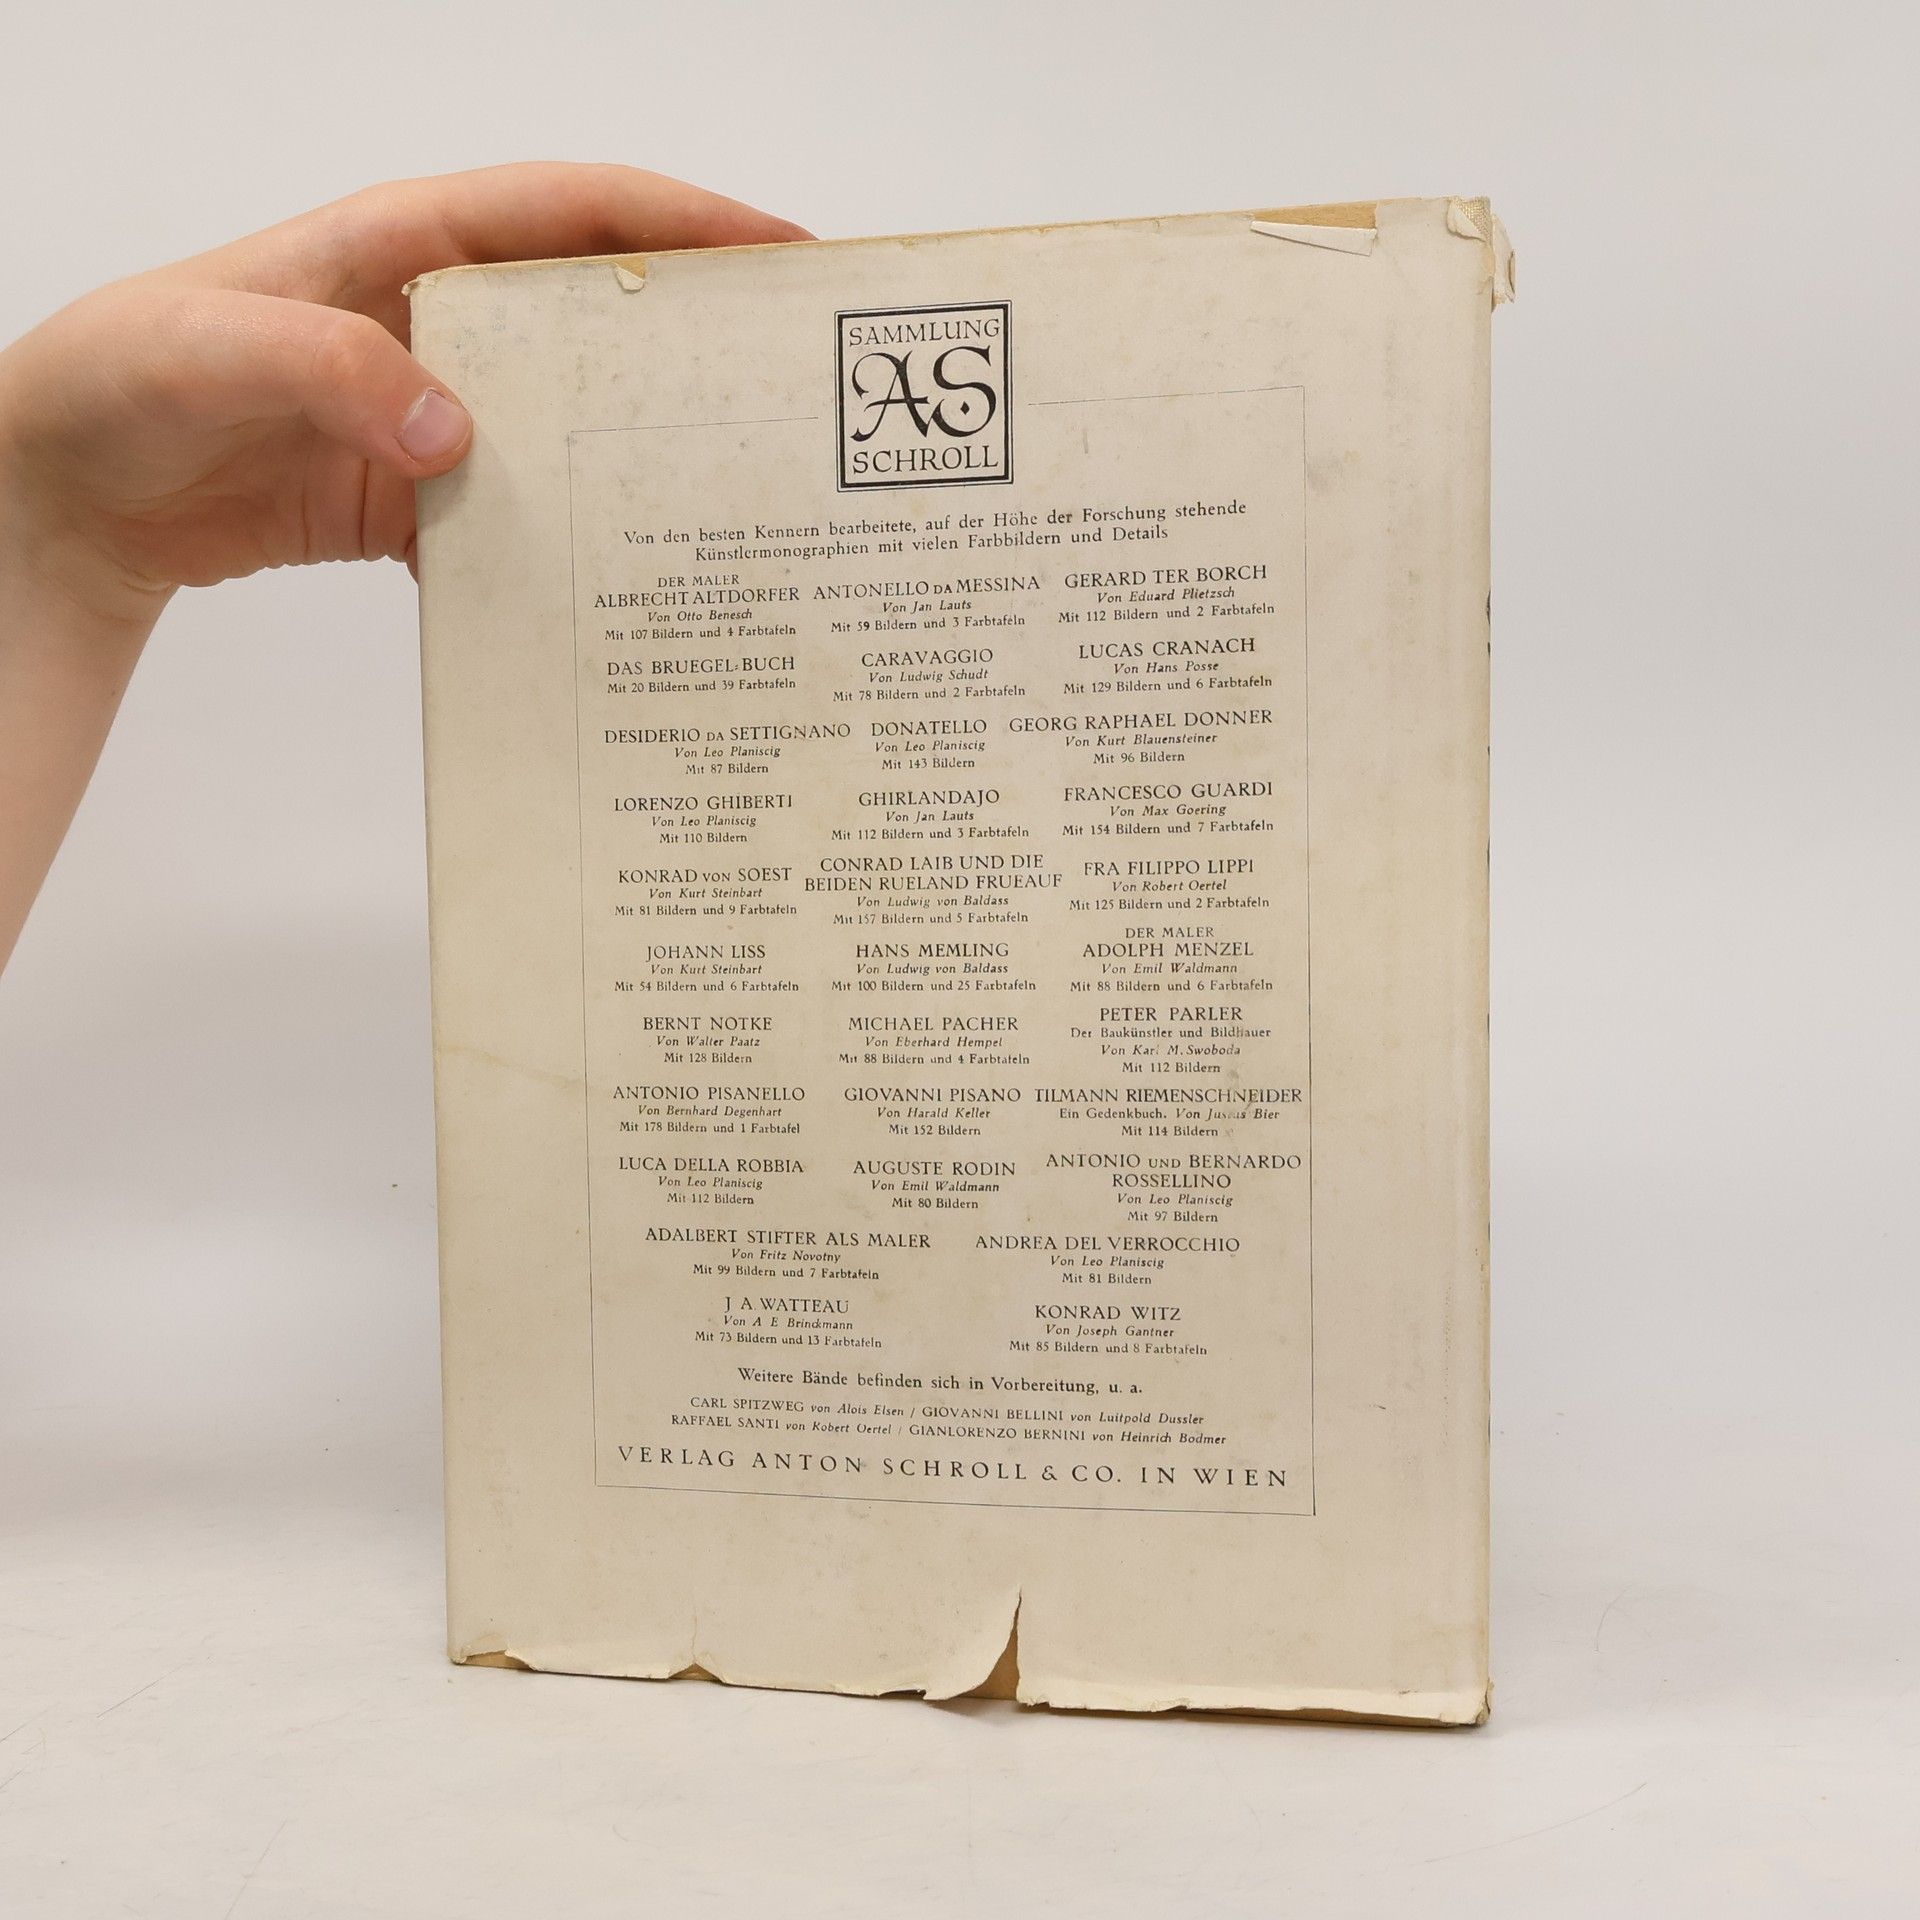 SAMMLUNG
AS
SCHROLL
Von den besten Kennern bearbeitete, auf der Höhe der Forschung stehende
Künstlermonographien mit vielen Farbbildern und Details
DER MALER
ALBRECHT ALTDORFER
Von Otto Benesch
Mit 107 Bildern und 4 Farbtafeln
ANTONELLO DA MESSINA
Von Jan Lauts
Mit 59 Bildern und 3 Farbtafeln
GERARD TER BORCH
Von Eduard Plietzsch
Mit 112 Bildern und 2 Farbtafeln
DAS BRUEGEL-BUCH
Mit 20 Bildern und 39 Farbtafeln
CARAVAGGIO
Von Ludwig Schudt
Mit 78 Bildern und 2 Farbtafeln
LUCAS CRANACH
Von Hans Posse
Mit 129 Bildern und 6 Farbtafeln
DESIDERIO DA SETTIGNANO
Von Leo Planiscig
Mit 87 Bildern
DONATELLO
Von Leo Planiscig
Mit 143 Bildern
GEORG RAPHAEL DONNER
Von Kurt Blauensteiner
Mit 96 Bildern
LORENZO GHIBERTI
Von Leo Planiscig
Mit 110 Bildern
GHIRLANDAJO
Von Jan Lauts
Mit 112 Bildern und 3 Farbtafeln
FRANCESCO GUARDI
Von Max Goering
Mit 154 Bildern und 7 Farbtafeln
KONRAD VON SOEST
Von Kurt Steinbart
Mit 81 Bildern und 9 Farbtafeln
CONRAD LAIB UND DIE
BEIDEN RUELAND FRUEAUF
Von Ludwig von Baldass
Mit 157 Bildern und 5 Farbtafeln
FRA FILIPPO LIPPI
Von Robert Oertel
Mit 125 Bildern und 2 Farbtafeln
JOHANN LISS
Von Kurt Steinbart
Mit 54 Bildern und 6 Farbtafeln
HANS MEMLING
Von Ludwig von Baldass
Mit 100 Bildern und 25 Farbtafeln
DER MALER
ADOLPH MENZEL
Von Emil Waldmann
Mit 88 Bildern und 6 Farbtafeln
BERNT NOTKE
Von Walter Paatz
Mit 128 Bildern
MICHAEL PACHER
Von Eberhard Hempel
Mit 88 Bildern und 4 Farbtafeln
PETER PARLER
Der Baukünstler und Bildhauer
Von Karl M. Swoboda
Mit 112 Bildern
ANTONIO PISANELLO
Von Bernhard Degenhart
Mit 178 Bildern und 1 Farbtafel
GIOVANNI PISANO
Von Harald Keller
Mit 152 Bildern
TILMANN RIEMENSCHNEIDER
Ein Gedenkbuch. Von Justus Bier
Mit 114 Bildern
LUCA DELLA ROBBIA
Von Leo Planiscig
Mit 112 Bildern
AUGUSTE RODIN
Von Emil Waldmann
Mit 80 Bildern
ANTONIO UND BERNARDO
ROSSELLINO
Von Leo Planiscig
Mit 97 Bildern
ADALBERT STIFTER ALS MALER
Von Fritz Novotny
Mit 99 Bildern und 7 Farbtafeln
ANDREA DEL VERROCCHIO
Von Leo Planiscig
Mit 81 Bildern
J A. WATTEAU
Von A E Brinckmann
Mit 73 Bildern und 13 Farbtafeln
KONRAD WITZ
Von Joseph Gantner
Mit 85 Bildern und 8 Farbtafeln
Weitere Bände befinden sich in Vorbereitung, u. a.
CARL SPITZWEG von Alois Elsen / GIOVANNI BELLINI von Luitpold Dussler
RAFFAEL SANTI von Robert Oertel / GIANLORENZO BERNINI von Heinrich Bodmer
VERLAG ANTON SCHROLL & CO. IN WIEN